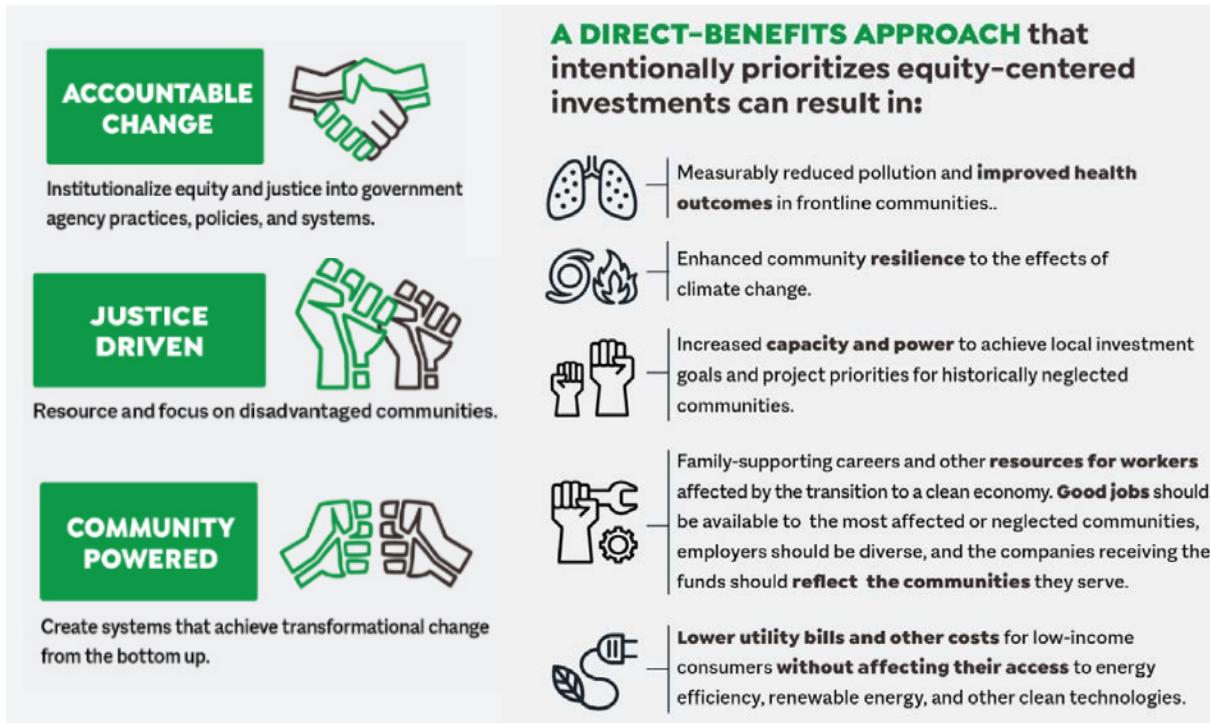 ACCOUNTABLE
CHANGE
Institutionalize equity and justice into government
agency practices, policies, and systems.
JUSTICE
DRIVEN
Resource and focus on disadvantaged communities.
COMMUNITY
POWERED
Create systems that achieve transformational change
from the bottom up.
A DIRECT–BENEFITS APPROACH that
intentionally prioritizes equity–centered
investments can result in:
Measurably reduced pollution and improved health
outcomes in frontline communities..
Enhanced community resilience to the effects of
climate change.
Increased capacity and power to achieve local investment
goals and project priorities for historically neglected
communities.
Family-supporting careers and other resources for workers
affected by the transition to a clean economy. Good jobs should
be available to the most affected or neglected communities,
employers should be diverse, and the companies receiving the
funds should reflect the communities they serve.
Lower utility bills and other costs for low-income
consumers without affecting their access to energy
efficiency, renewable energy, and other clean technologies.